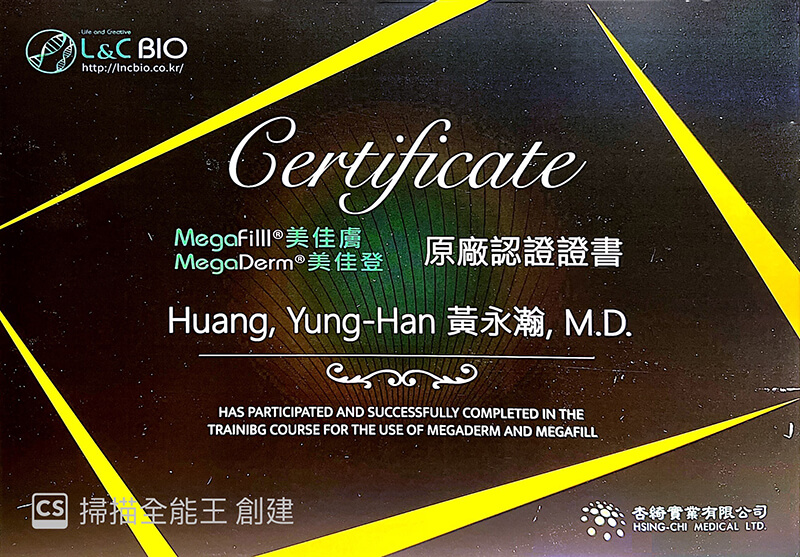 Life and Creative
L&C BIO
http://lncbio.co.kr/
Certificate
MegaFilll®美佳膚
MegaDerm®美佳登
原廠認證證書
Huang, Yung-Han 黃永瀚, M.D.
HAS PARTICIPATED AND SUCCESSFULLY COMPLETED IN THE
TRAINIBG COURSE FOR THE USE OF MEGADERM AND MEGAFILL
CS 掃描全能王 創建
杏綺實業有限公司
HSING-CHI MEDICAL LTD.